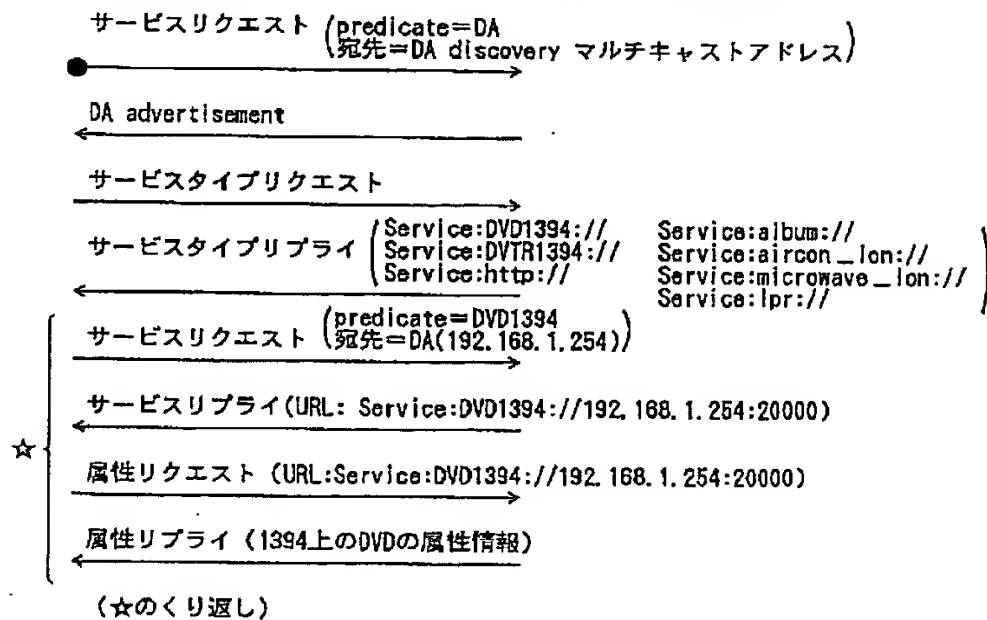 サービスリクエスト (predicate=DA
宛先=DA discovery マルチキャストアドレス)
DA advertisement
サービスタイプリクエスト
サービスタイプリプライ (Service:DVD1394:// Service:album://
Service:DVTR1394:// Service:aircon_lon://
Service:http:// Service:microwave_lon://
Service:lpr://)
サービスリクエスト (predicate=DVD1394
宛先=DA(192.168.1.254))
サービスリプライ(URL: Service:DVD1394://192.168.1.254:20000)
☆
属性リクエスト (URL:Service:DVD1394://192.168.1.254:20000)
属性リプライ (1394上のDVDの属性情報)
(☆のくり返し)